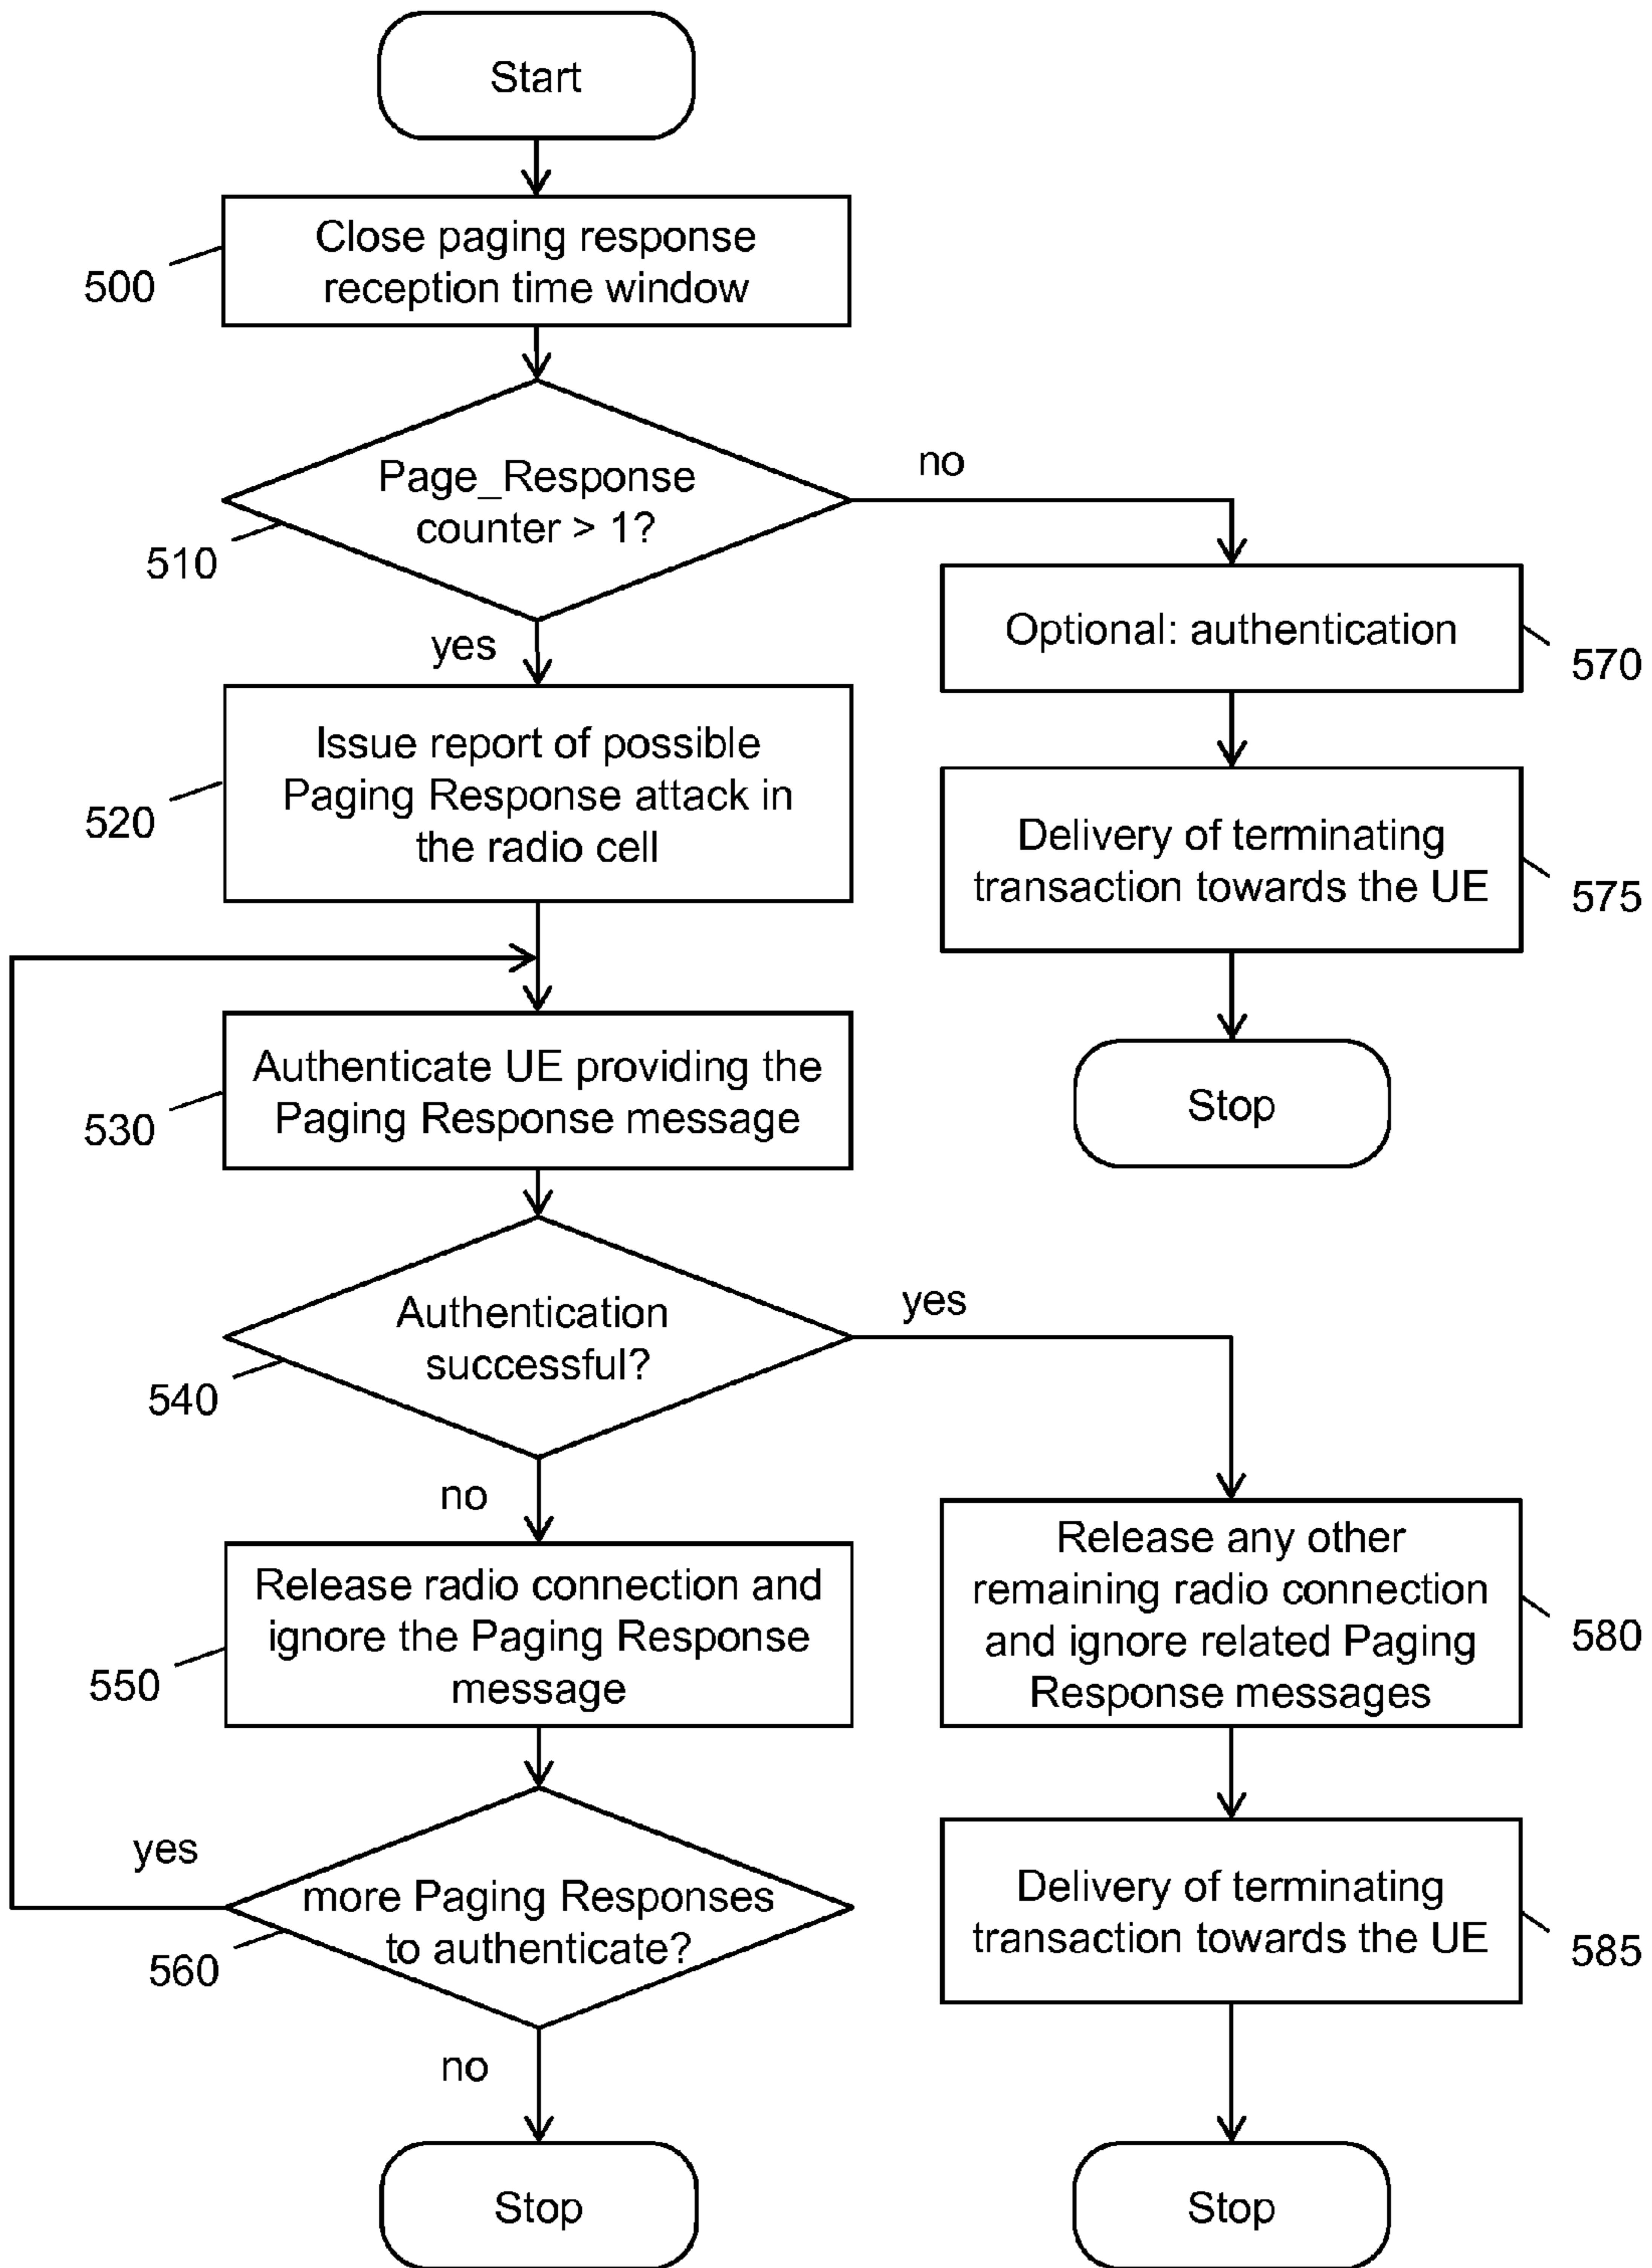 Start
Close paging response
reception time window
500
Page_Response
counter > 1?
510
no
yes
Optional: authentication
570
Issue report of possible
Paging Response attack in
the radio cell
520
Delivery of terminating
transaction towards the UE
575
Authenticate UE providing the
Paging Response message
530
Stop
Authentication
successful?
540
yes
no
Release radio connection and
ignore the Paging Response
message
550
Release any other
remaining radio connection
and ignore related Paging
Response messages
580
yes
more Paging Responses
to authenticate?
560
Delivery of terminating
transaction towards the UE
585
no
Stop
Stop